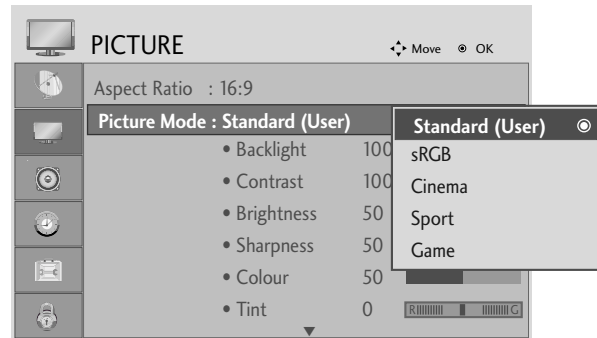 PICTURE
Move OK
Aspect Ratio : 16:9
Picture Mode : Standard (User)
Standard (User)
sRGB
Cinema
Sport
Game
• Backlight 100
• Contrast 100
• Brightness 50
• Sharpness 50
• Colour 50
• Tint 0 R G